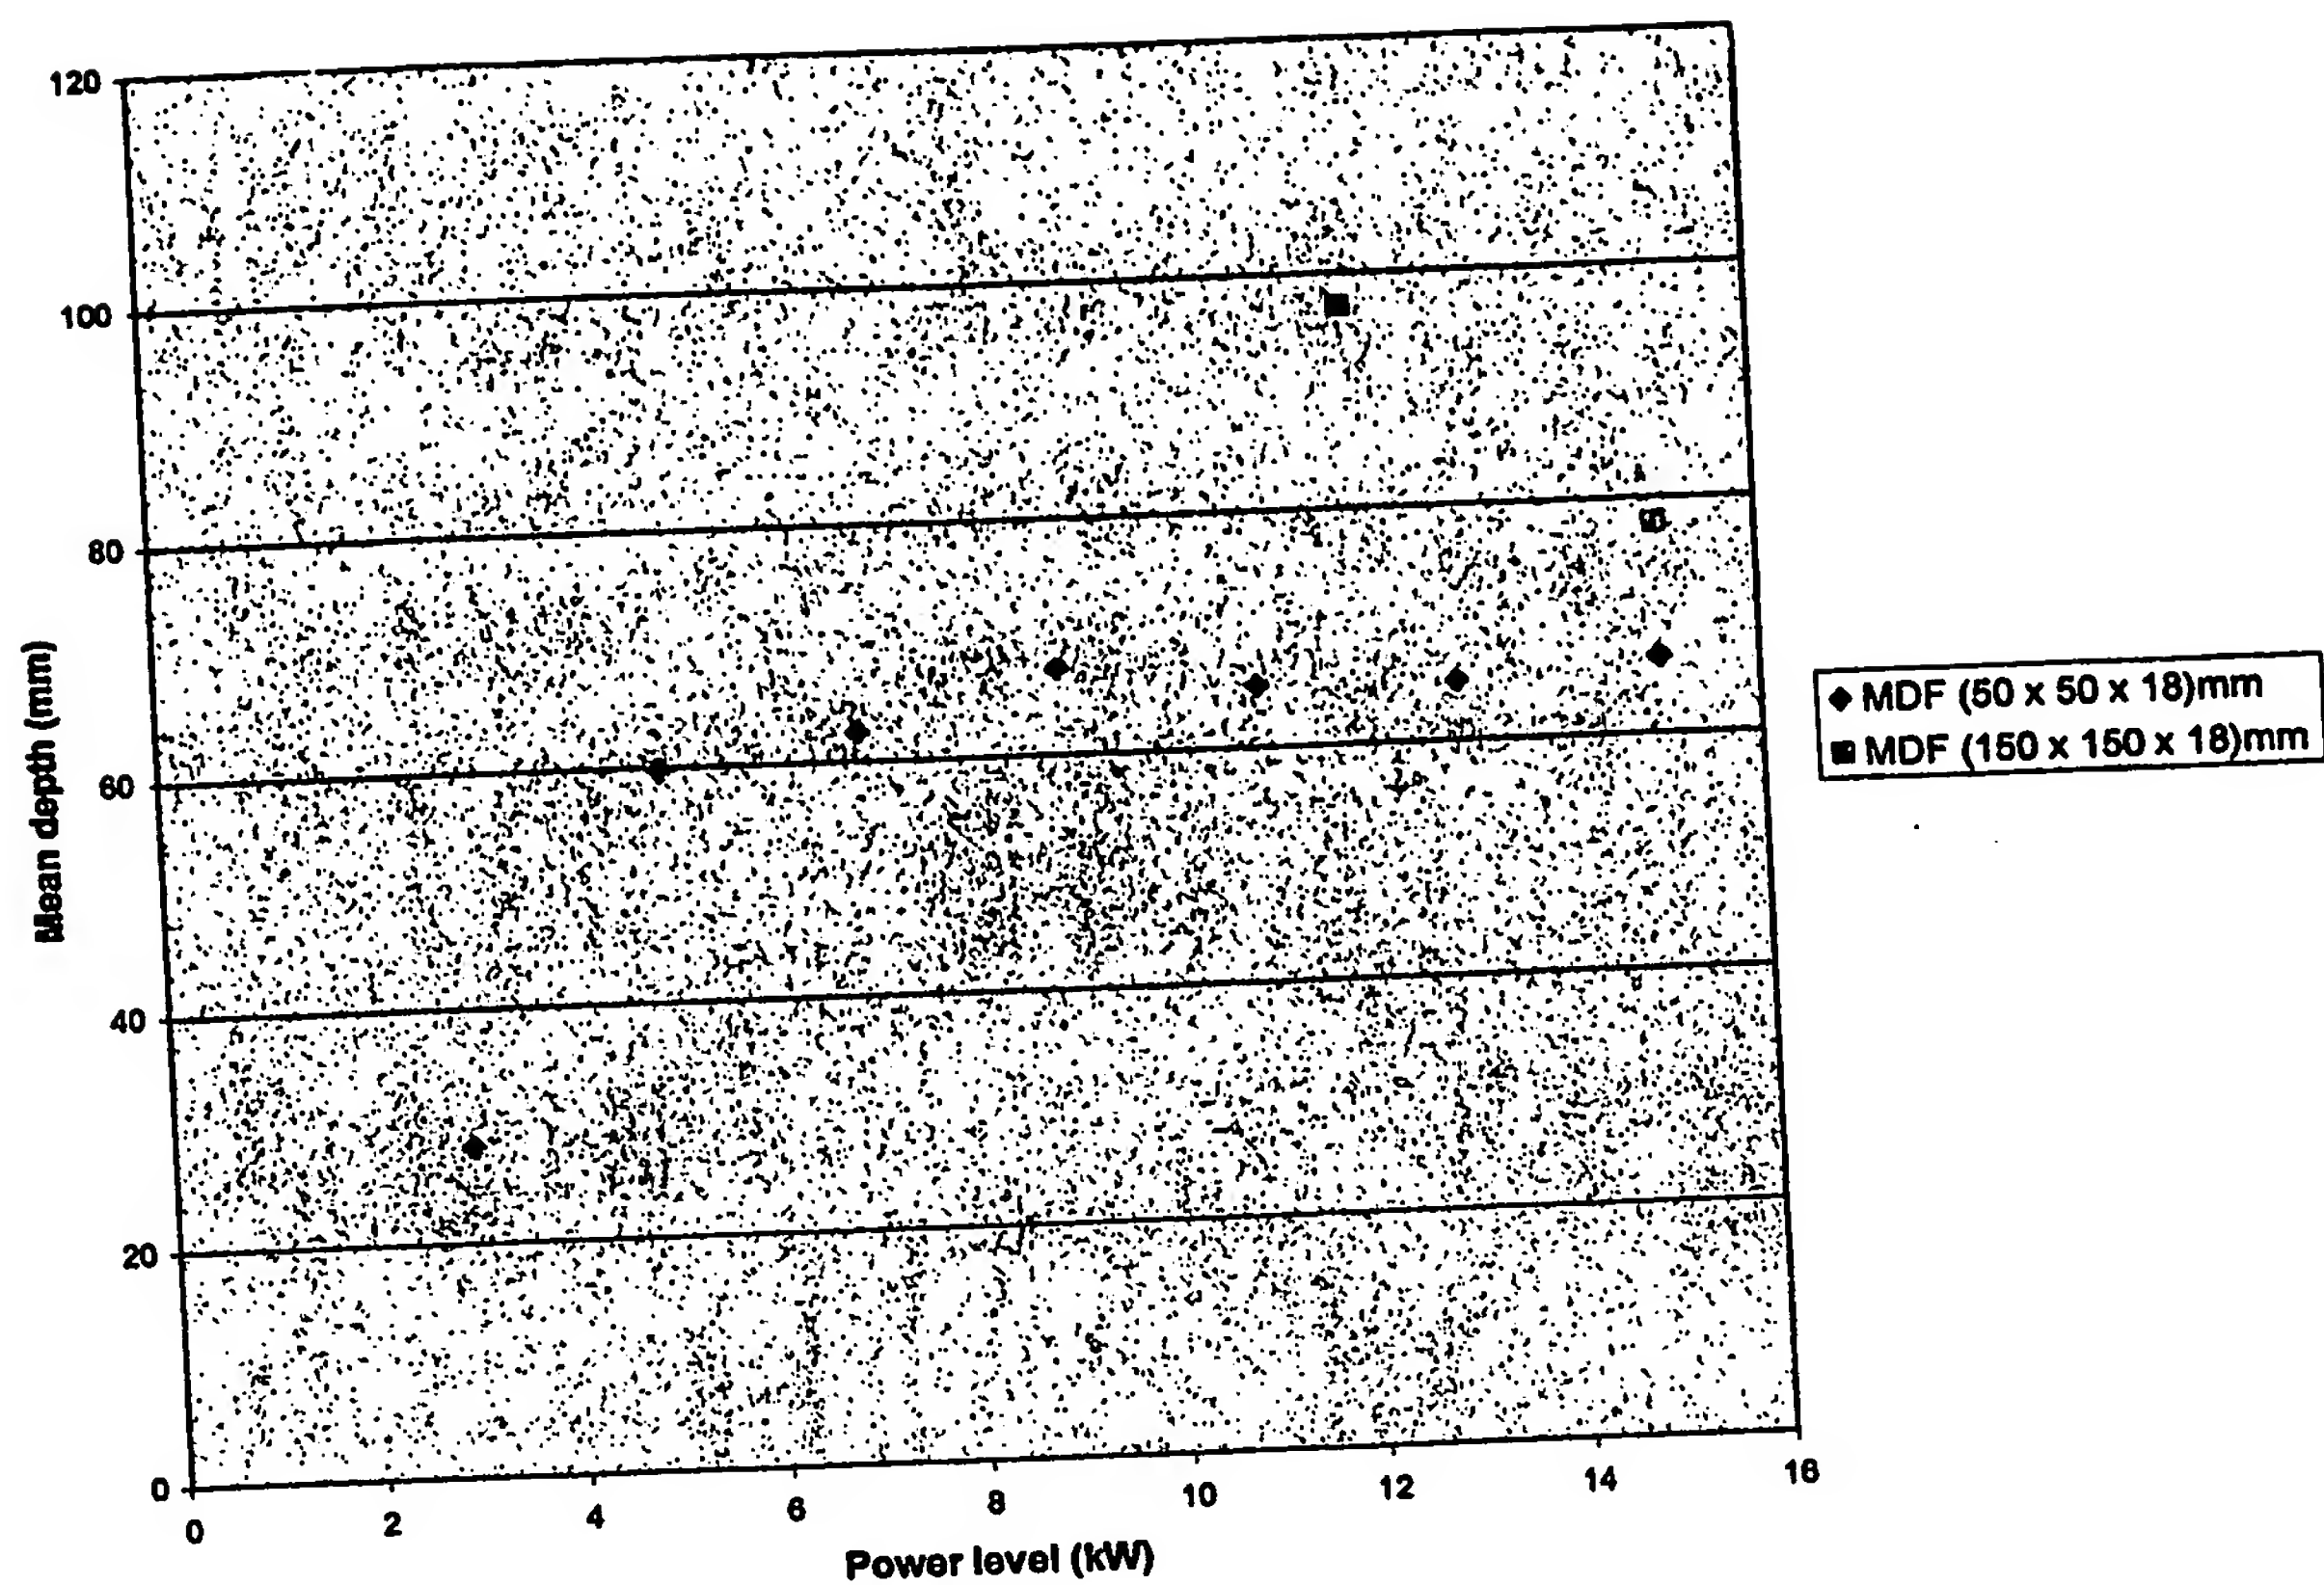 120
100
80
60
40
20
0
Mean depth (mm)
0 2 4 6 8 10 12 14 16
Power level (kW)
MDF (50 x 50 x 18)mm
MDF (150 x 150 x 18)mm